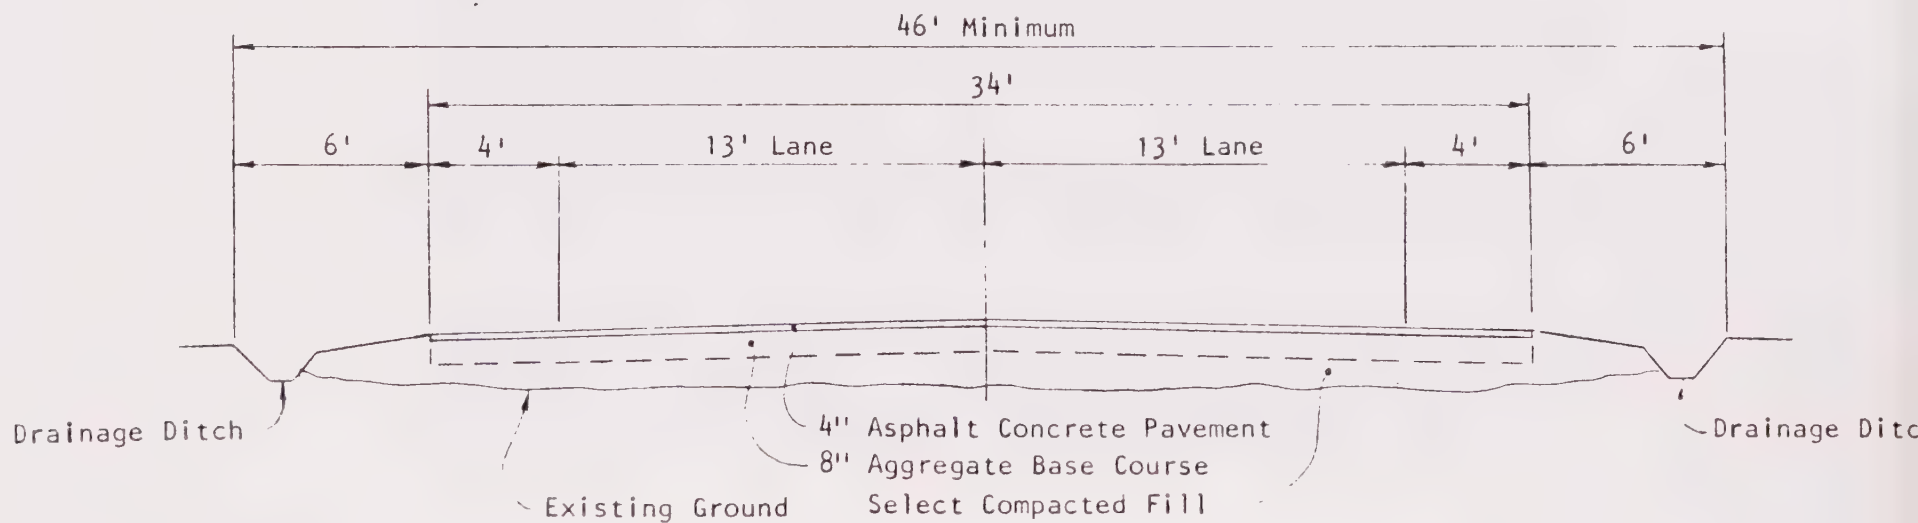 46' Minimum
34'
6' 4' 13' Lane 13' Lane 4' 6'
Drainage Ditch
4" Asphalt Concrete Pavement
Drainage Ditc
8" Aggregate Base Course
Existing Ground
Select Compacted Fill